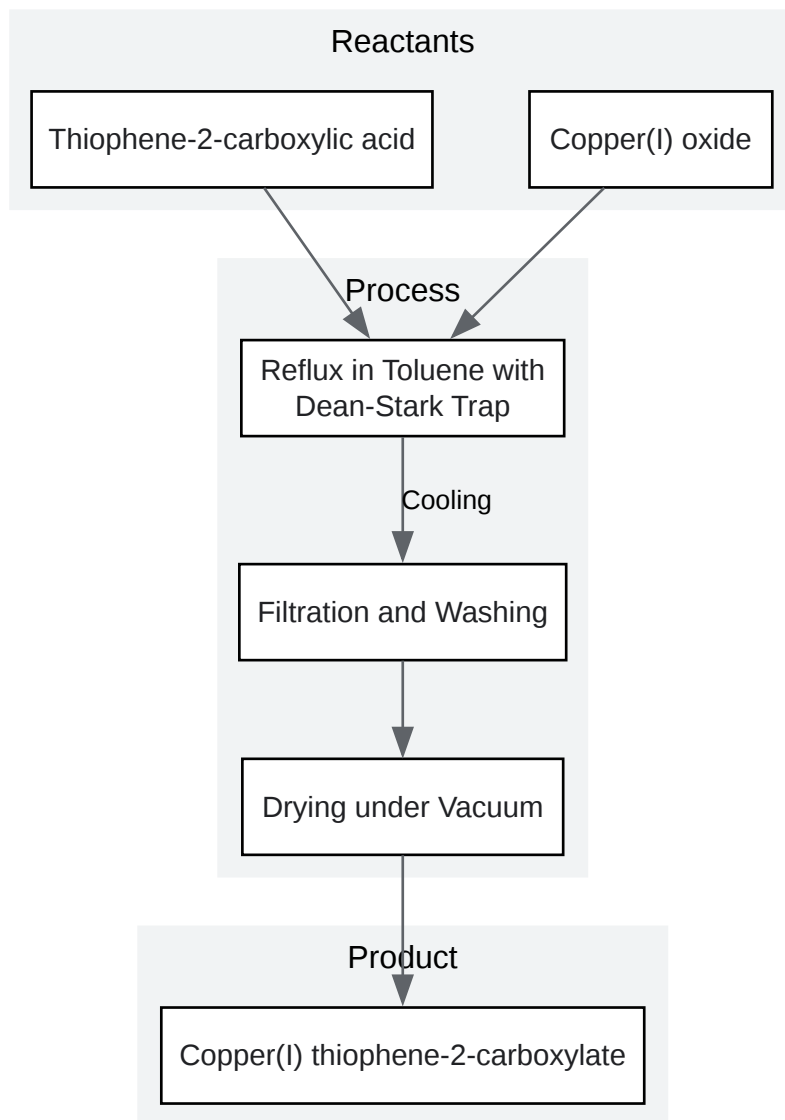 Reactants
Thiophene-2-carboxylic acid
Copper(I) oxide
Process
Reflux in Toluene with
Dean-Stark Trap
Cooling
Filtration and Washing
Drying under Vacuum
Product
Copper(I) thiophene-2-carboxylate